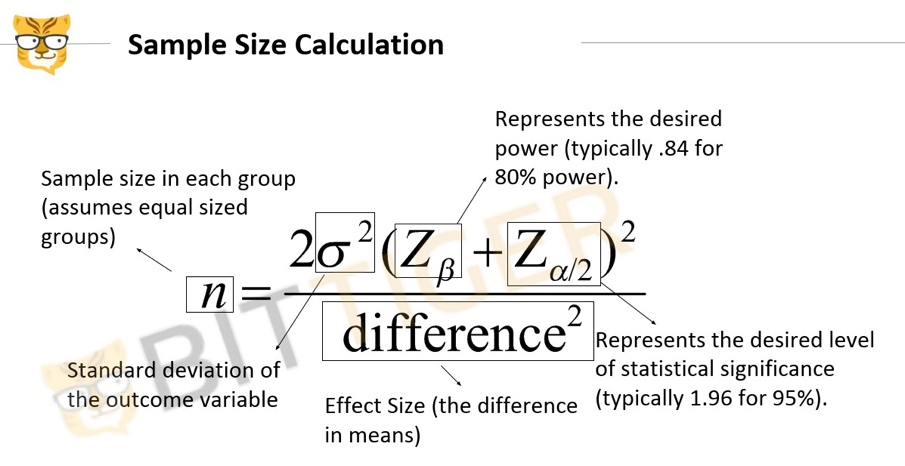 Sample Size Calculation
Represents the desired
power (typically .84 for
80% power).
Sample size in each group
(assumes equal sized
groups)
n = 2σ²(Z_β + Z_α/2)² / difference²
Represents the desired level
of statistical significance
(typically 1.96 for 95%).
Standard deviation of
the outcome variable
Effect Size (the difference
in means)
BITTIGER